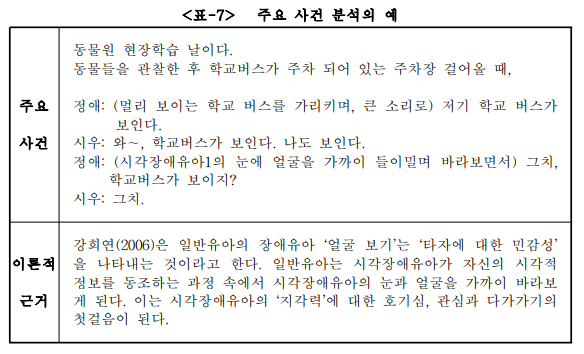 <표-7> 주요 사건 분석의 예
동물원 현장학습 날이다.
동물들을 관찰한 후 학교버스가 주차 되어 있는 주차장 걸어올 때,
주요
사건
정애: (멀리 보이는 학교 버스를 가리키며, 큰 소리로) 저기 학교 버스가
보인다.
시우: 와~, 학교버스가 보인다. 나도 보인다.
정애: (시각장애유아1의 눈에 얼굴을 가까이 들이밀며 바라보면서) 그치,
학교버스가 보이지?
시우: 그치.
이론적
근거
강희연(2006)은 일반유아의 장애유아 ‘얼굴 보기’는 ‘타자에 대한 민감성’
을 나타내는 것이라고 한다. 일반유아는 시각장애유아가 자신의 시각적
정보를 동조하는 과정 속에서 시각장애유아의 눈과 얼굴을 가까이 바라보
게 된다. 이는 시각장애유아의 ‘지각력’에 대한 호기심, 관심과 다가가기의
첫걸음이 된다.